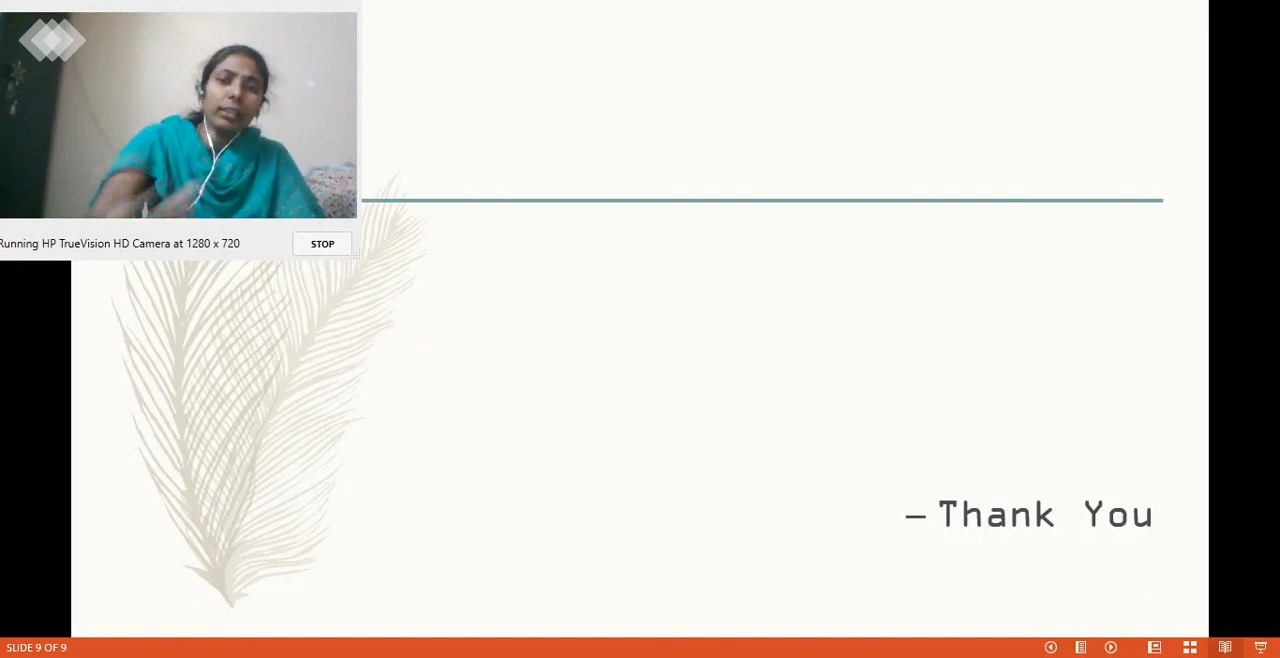 Running HP TrueVision HD Camera at 1280 x 720
STOP
– Thank You
SLIDE 9 OF 9